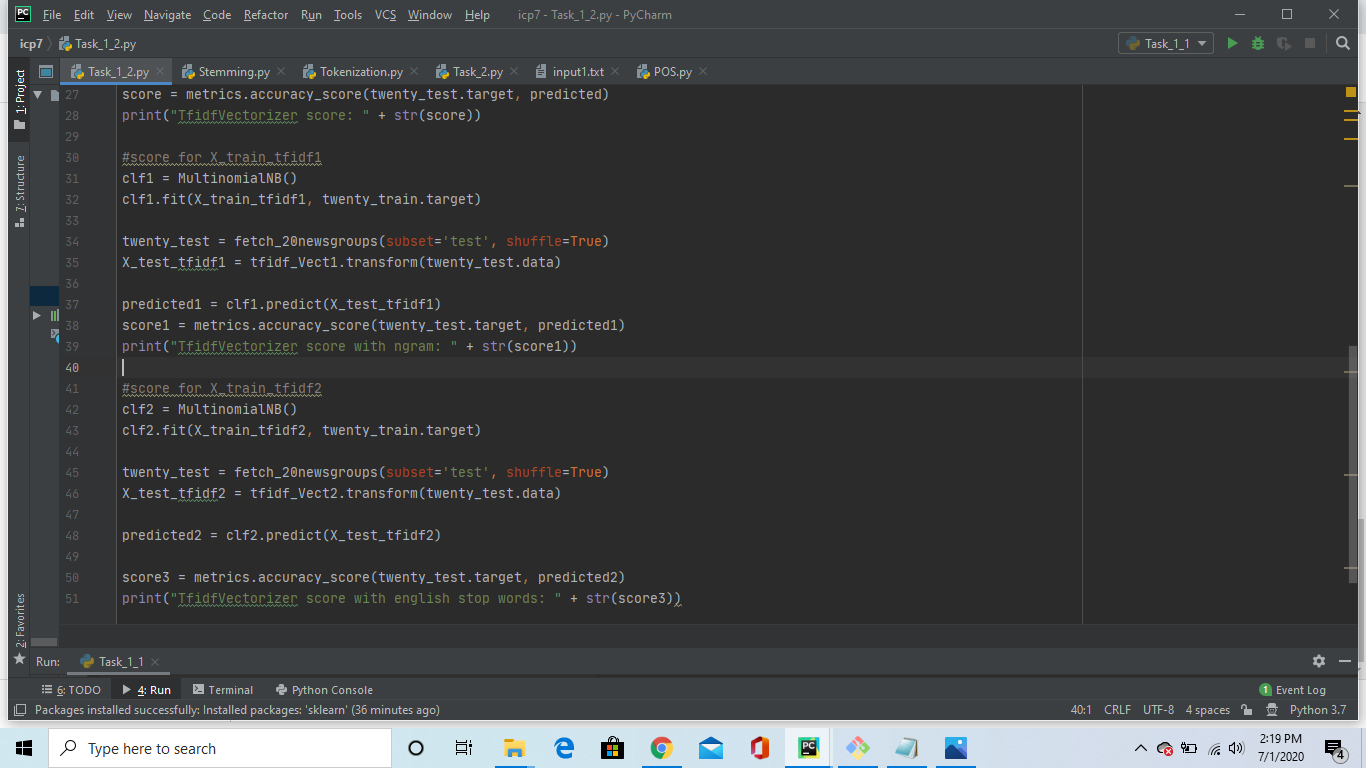 File Edit View Navigate Code Refactor Run Tools VCS Window Help icp7 - Task_1_2.py - PyCharm
icp7 Task_1_2.py Task_1_1
Task_1_2.py Stemming.py Tokenization.py Task_2.py input1.txt POS.py
1: Project
7: Structure
2: Favorites
27 score = metrics.accuracy_score(twenty_test.target, predicted)
28 print("TfidfVectorizer score: " + str(score))
29
30 #score for X_train_tfidf1
31 clf1 = MultinomialNB()
32 clf1.fit(X_train_tfidf1, twenty_train.target)
33
34 twenty_test = fetch_20newsgroups(subset='test', shuffle=True)
35 X_test_tfidf1 = tfidf_Vect1.transform(twenty_test.data)
36
37 predicted1 = clf1.predict(X_test_tfidf1)
38 score1 = metrics.accuracy_score(twenty_test.target, predicted1)
39 print("TfidfVectorizer score with ngram: " + str(score1))
40
41 #score for X_train_tfidf2
42 clf2 = MultinomialNB()
43 clf2.fit(X_train_tfidf2, twenty_train.target)
44
45 twenty_test = fetch_20newsgroups(subset='test', shuffle=True)
46 X_test_tfidf2 = tfidf_Vect2.transform(twenty_test.data)
47
48 predicted2 = clf2.predict(X_test_tfidf2)
49
50 score3 = metrics.accuracy_score(twenty_test.target, predicted2)
51 print("TfidfVectorizer score with english stop words: " + str(score3))
Run: Task_1_1
6: TODO 4: Run Terminal Python Console 1 Event Log
Packages installed successfully: Installed packages: 'sklearn' (36 minutes ago) 40:1 CRLF UTF-8 4 spaces Python 3.7
Type here to search
2:19 PM
7/1/2020
4